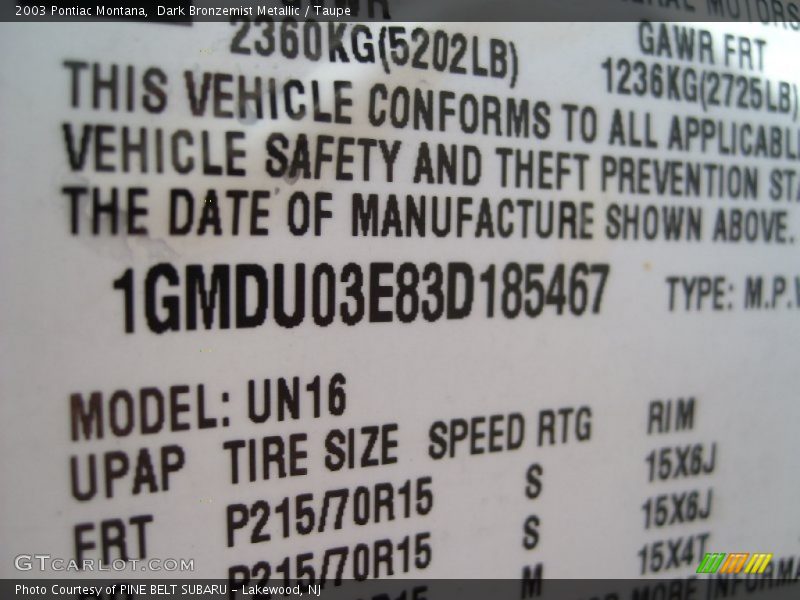 2003 Pontiac Montana, Dark Bronzemist Metallic / Taupe
GAWR FRT
2360KG(5202LB)
1236KG(2725LB)
THIS VEHICLE CONFORMS TO ALL APPLICABL
VEHICLE SAFETY AND THEFT PREVENTION STA
THE DATE OF MANUFACTURE SHOWN ABOVE.
1GMDU03E83D185467 TYPE: M.P.V
MODEL: UN16
UPAP TIRE SIZE SPEED RTG RIM
FRT P215/70R15 S 15X6J
P215/70R15 S 15X6J
M 15X4T
GTCarlot.com
Photo Courtesy of PINE BELT SUBARU – Lakewood, NJ